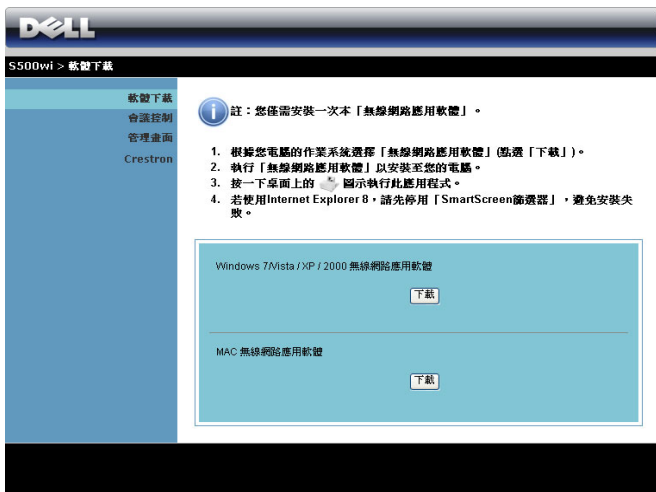 DELL
S500wi > 軟體下載
軟體下載
會議控制
管理畫面
Crestron
註：您僅需安裝一次本「無線網路應用軟體」。
1. 根據您電腦的作業系統選擇「無線網路應用軟體」(點選「下載」)。
2. 執行「無線網路應用軟體」以安裝至您的電腦。
3. 按一下桌面上的 圖示執行此應用程式。
4. 若使用Internet Explorer 8，請先停用「SmartScreen篩選器」，避免安裝失
敗。
Windows 7/Vista / XP / 2000 無線網路應用軟體
下載
MAC 無線網路應用軟體
下載